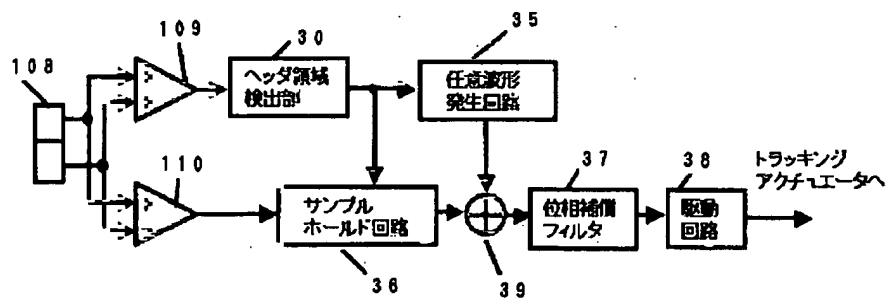 108
109
30
ヘッダ領域
検出部
35
任意波形
発生回路
110
サンプル
ホールド回路
36
39
37
位相補償
フィルタ
38
駆動
回路
トラッキング
アクチュエータへ